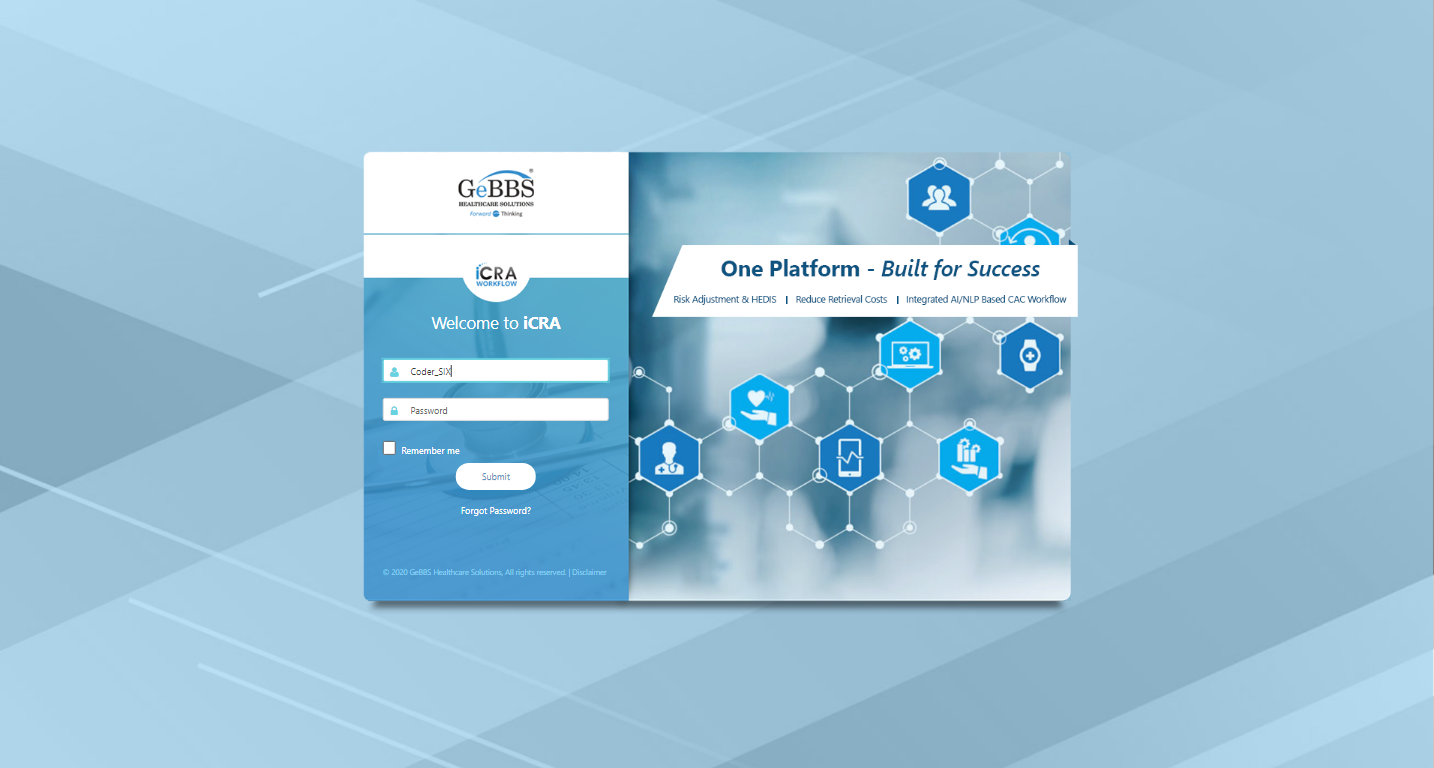 GeBBS®
HEALTHCARE SOLUTIONS
Forward Thinking
iCRA
WORKFLOW
Welcome to iCRA
Coder_SIX
Password
Remember me
Submit
Forgot Password?
© 2020 GeBBS Healthcare Solutions, All rights reserved. | Disclaimer
One Platform - Built for Success
Risk Adjustment & HEDIS | Reduce Retrieval Costs | Integrated AI/NLP Based CAC Workflow